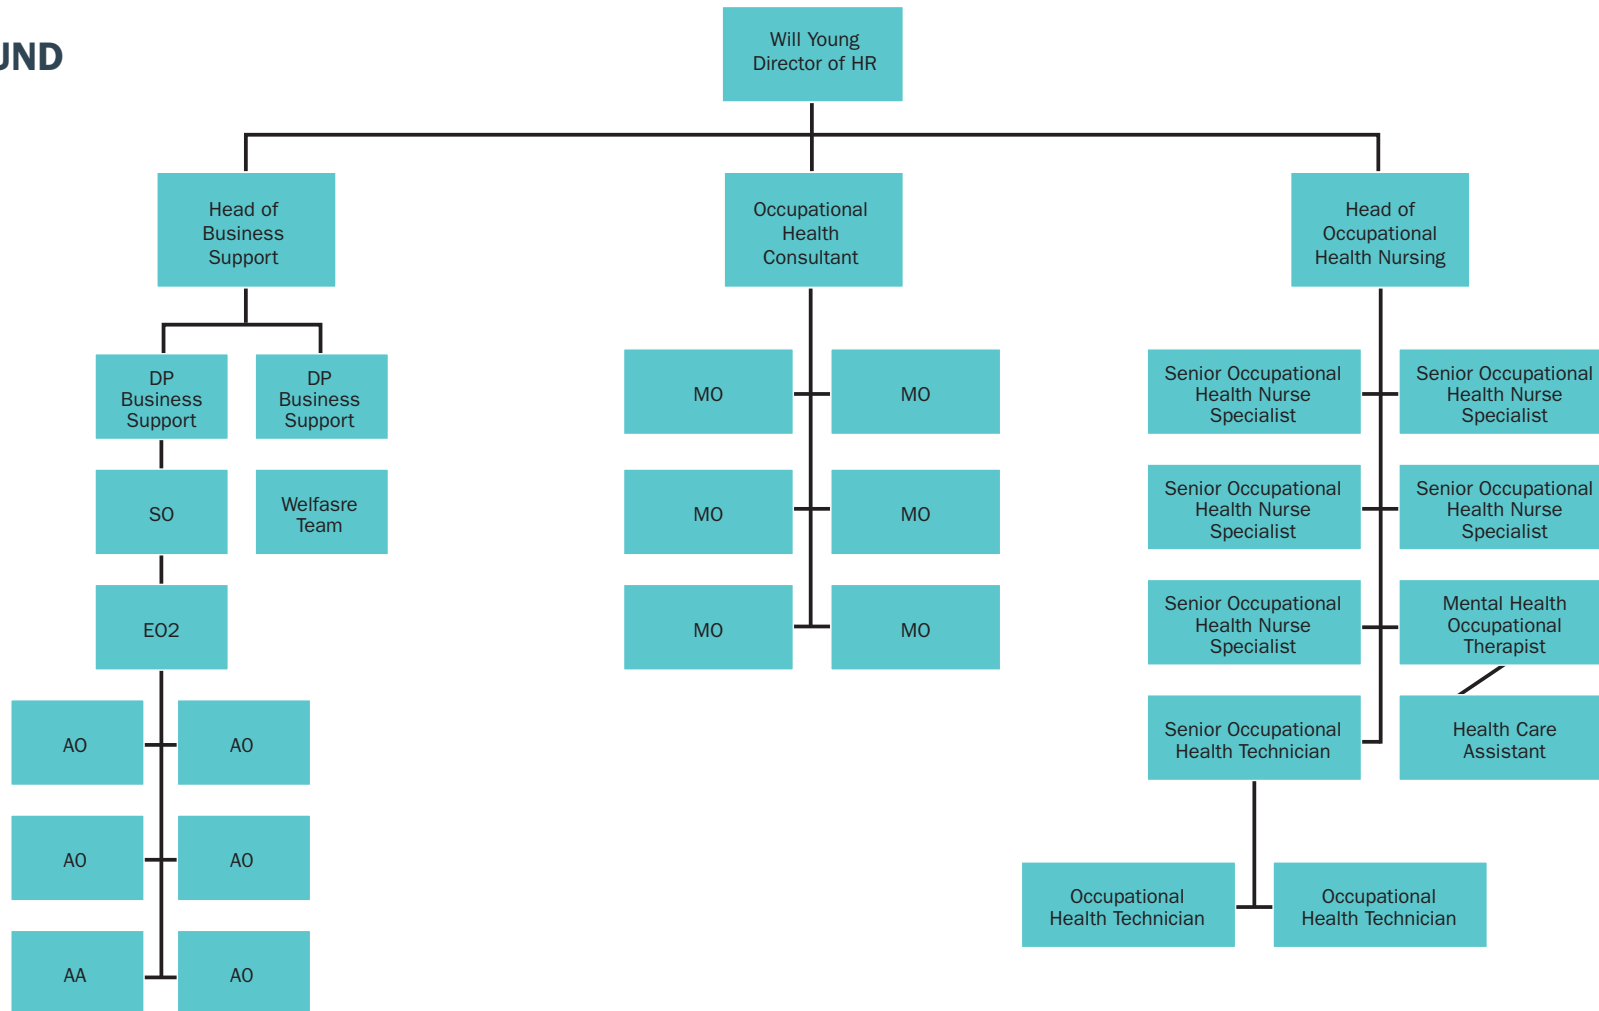 UND
Will Young
Director of HR
Head of
Business
Support
Occupational
Health
Consultant
Head of
Occupational
Health Nursing
DP
Business
Support
DP
Business
Support
MO
MO
Senior Occupational
Health Nurse
Specialist
Senior Occupational
Health Nurse
Specialist
SO
Welfasre
Team
MO
MO
Senior Occupational
Health Nurse
Specialist
Senior Occupational
Health Nurse
Specialist
EO2
MO
MO
Senior Occupational
Health Nurse
Specialist
Mental Health
Occupational
Therapist
AO
AO
Senior Occupational
Health Technician
Health Care
Assistant
AO
AO
Occupational
Health Technician
Occupational
Health Technician
AA
AO